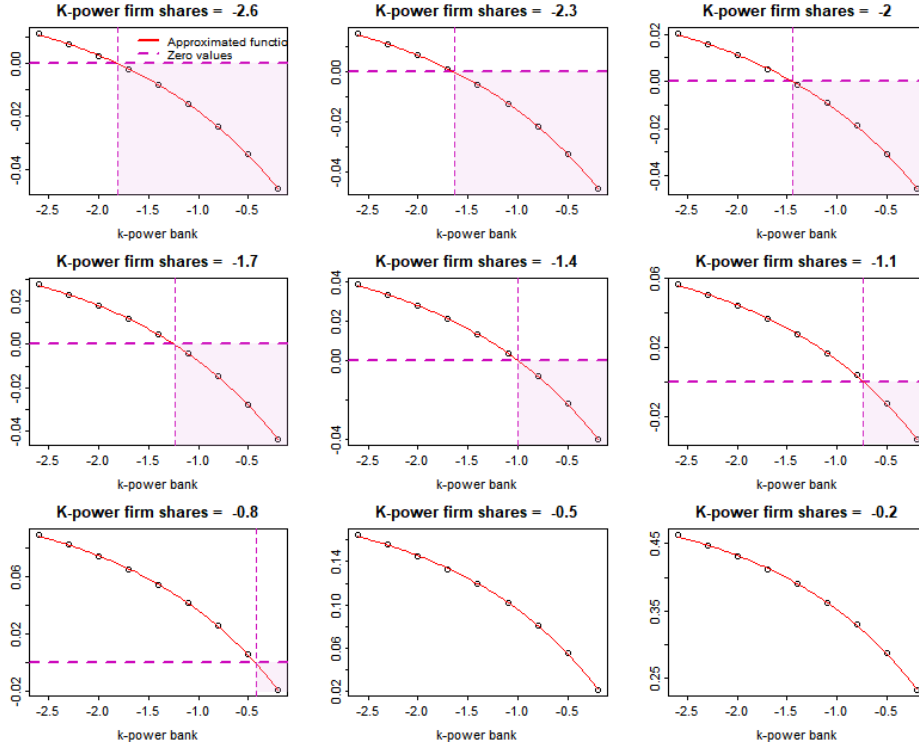 K-power firm shares = -2.6
K-power firm shares = -2.3
K-power firm shares = -2
Approximated functio
Zero values
0.00
-0.02
-0.04
-2.5 -2.0 -1.5 -1.0 -0.5
k-power bank
0.00
-0.02
-0.04
-2.5 -2.0 -1.5 -1.0 -0.5
k-power bank
0.02
0.00
-0.02
-0.04
-2.5 -2.0 -1.5 -1.0 -0.5
k-power bank
K-power firm shares = -1.7
K-power firm shares = -1.4
K-power firm shares = -1.1
0.02
0.00
-0.02
-0.04
-2.5 -2.0 -1.5 -1.0 -0.5
k-power bank
0.04
0.02
0.00
-0.04
-2.5 -2.0 -1.5 -1.0 -0.5
k-power bank
0.06
0.02
-0.02
-2.5 -2.0 -1.5 -1.0 -0.5
k-power bank
K-power firm shares = -0.8
K-power firm shares = -0.5
K-power firm shares = -0.2
0.06
0.02
-0.02
-2.5 -2.0 -1.5 -1.0 -0.5
k-power bank
0.14
0.10
0.06
0.02
-2.5 -2.0 -1.5 -1.0 -0.5
k-power bank
0.45
0.35
0.25
-2.5 -2.0 -1.5 -1.0 -0.5
k-power bank